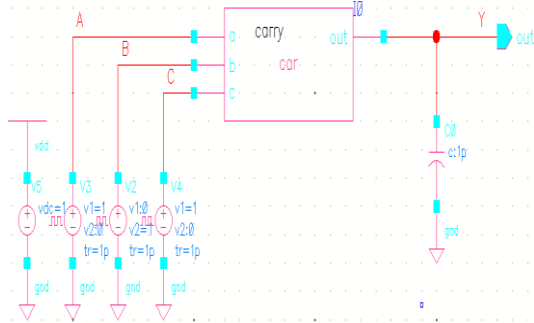 A
I0
Y
B
C
a
b
c
carry
car
out
out
C0
c:1p
gnd
vdd
V5
vdc=1
gnd
V3
v1=1
v2:0
tr=1p
gnd
V2
v1:0
v2=1
tr=1p
gnd
V4
v1=1
v2:0
tr=1p
gnd